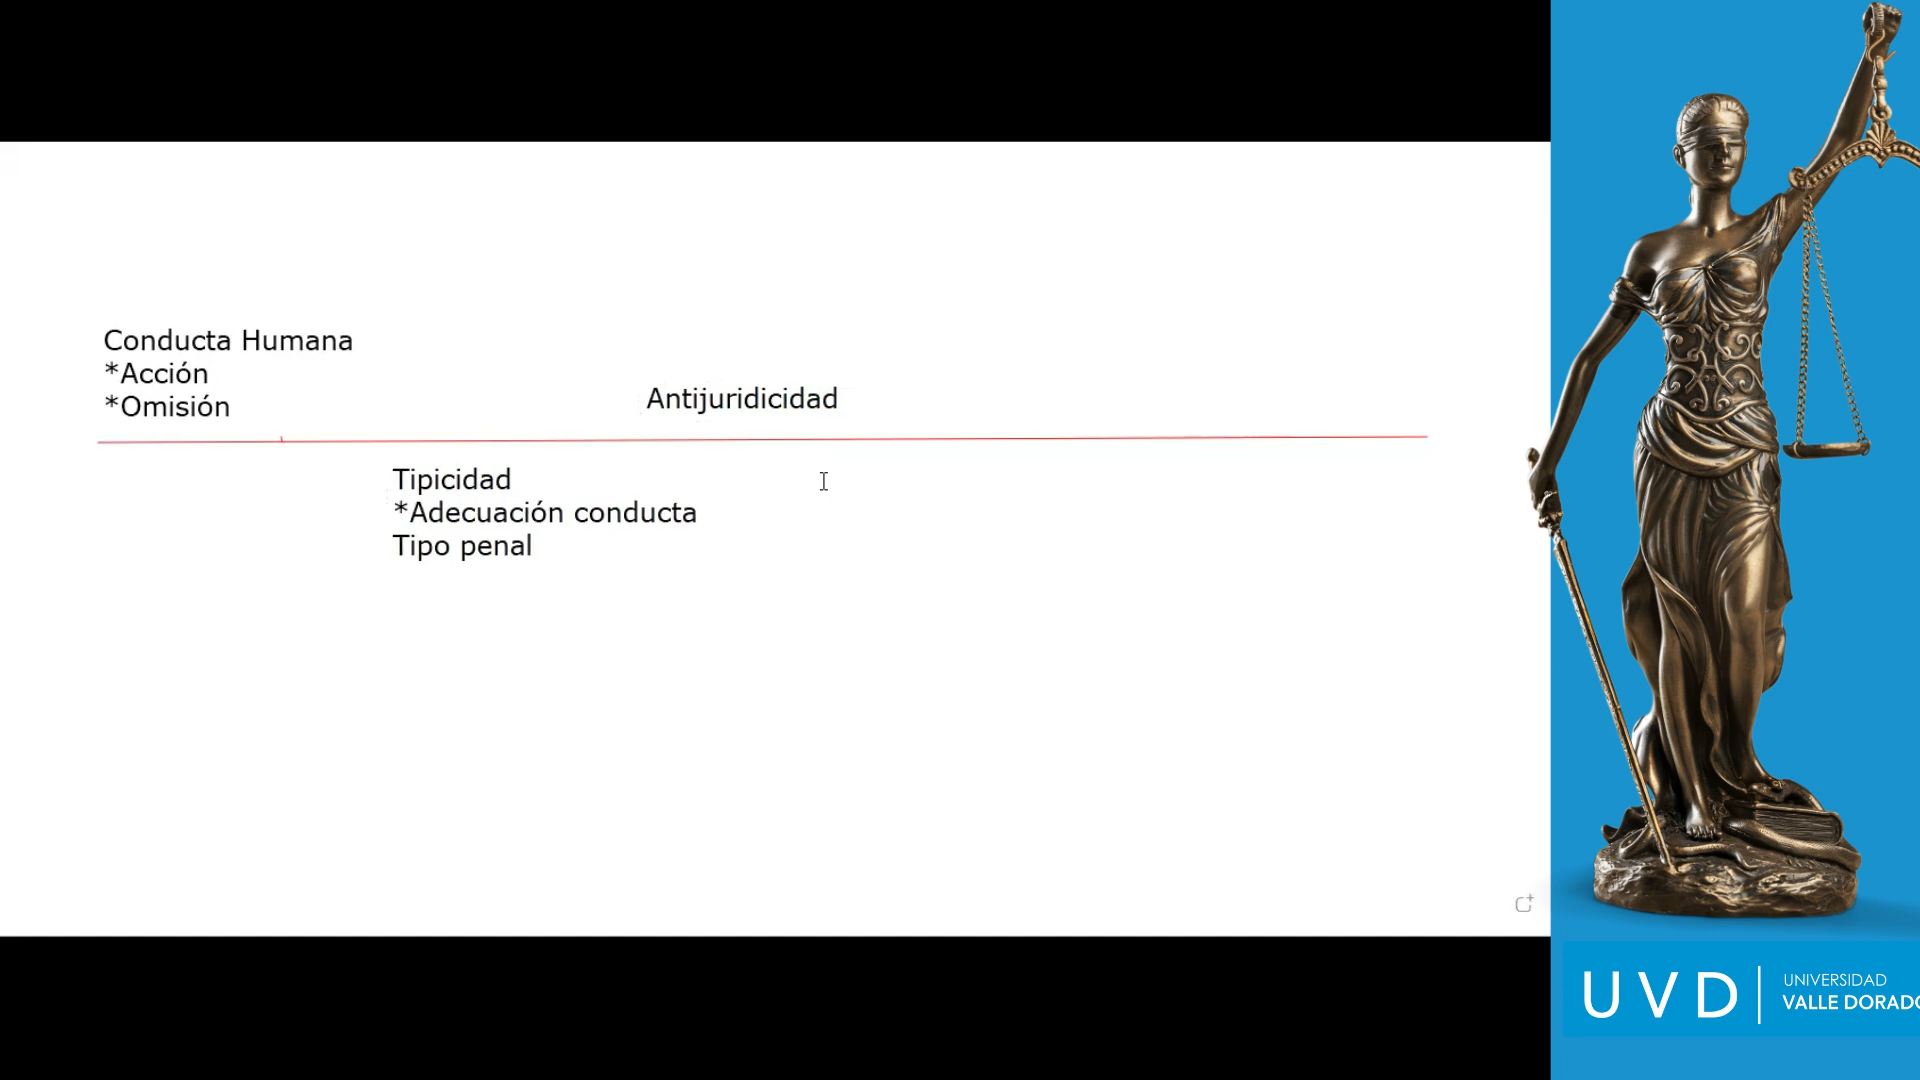 Conducta Humana
*Acción
*Omisión
Antijuridicidad
Tipicidad
*Adecuación conducta
Tipo penal
UVD
UNIVERSIDAD
VALLE DORADO